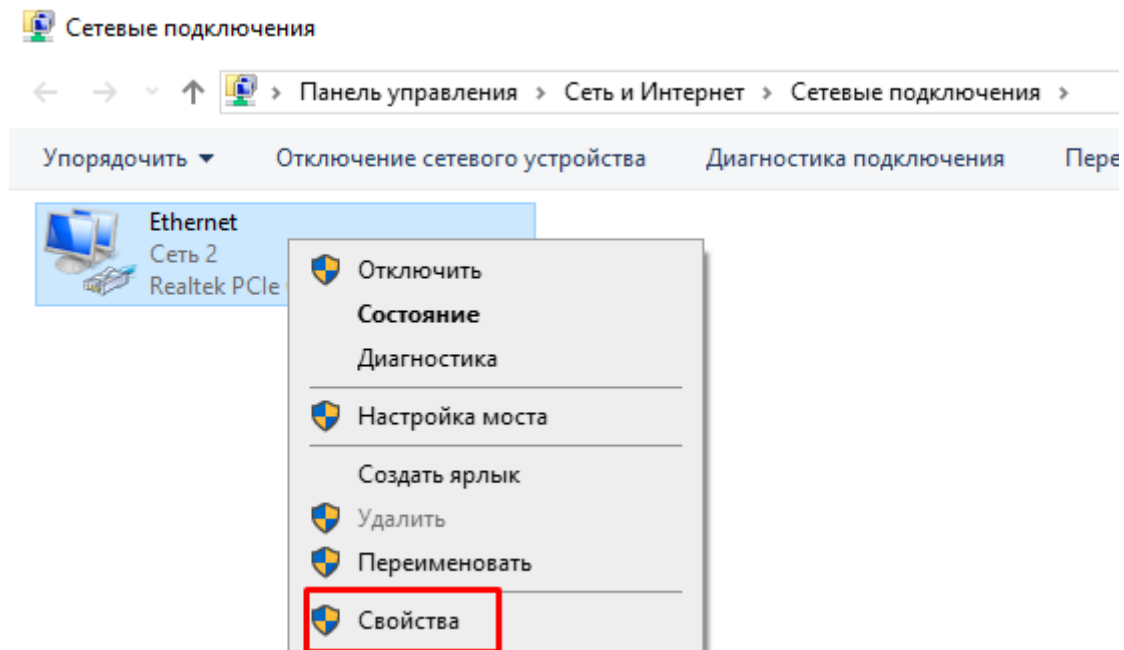 Сетевые подключения
Панель управления > Сеть и Интернет > Сетевые подключения >
Упорядочить Отключение сетевого устройства Диагностика подключения
Ethernet
Сеть 2
Realtek PCIe
Отключить
Состояние
Диагностика
Настройка моста
Создать ярлык
Удалить
Переименовать
Свойства